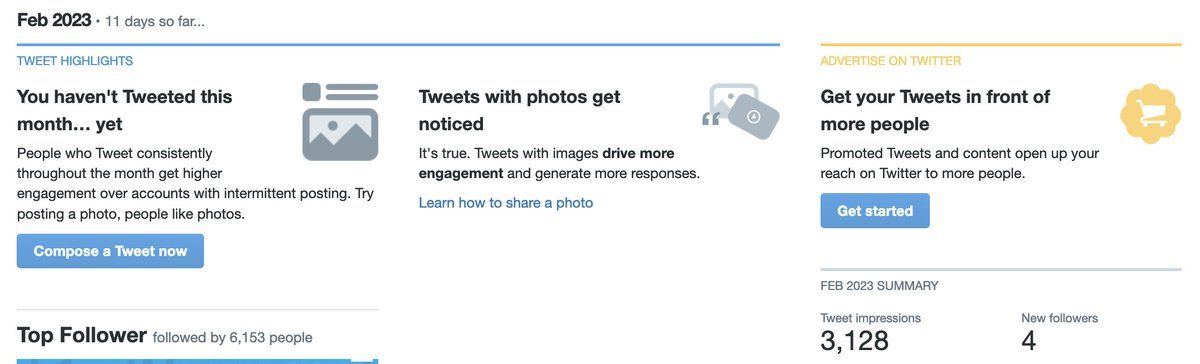 Feb 2023 • 11 days so far...
TWEET HIGHLIGHTS
You haven't Tweeted this
month... yet
People who Tweet consistently
throughout the month get higher
engagement over accounts with intermittent posting. Try
posting a photo, people like photos.
Compose a Tweet now
Tweets with photos get
noticed
It's true. Tweets with images drive more
engagement and generate more responses.
Learn how to share a photo
ADVERTISE ON TWITTER
Get your Tweets in front of
more people
Promoted Tweets and content open up your
reach on Twitter to more people.
Get started
Top Follower followed by 6,153 people
FEB 2023 SUMMARY
Tweet impressions
3,128
New followers
4